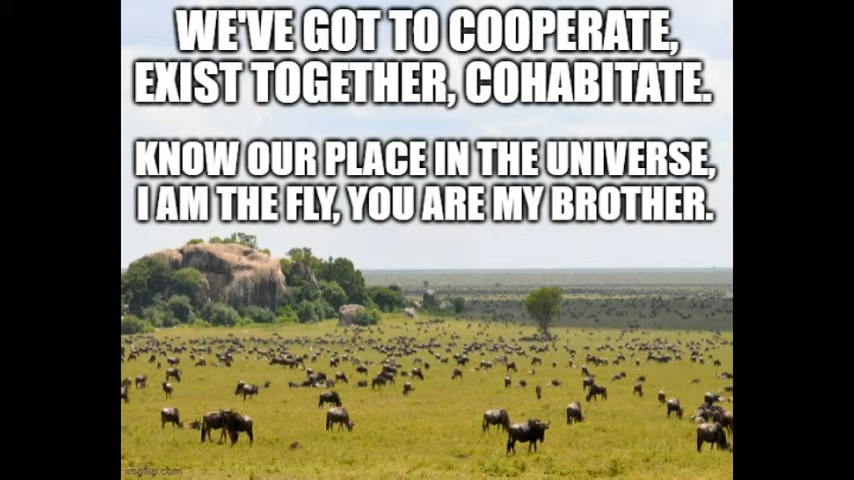 WE'VE GOT TO COOPERATE,
EXIST TOGETHER, COHABITATE.
KNOW OUR PLACE IN THE UNIVERSE,
I AM THE FLY, YOU ARE MY BROTHER.
imgflip.com